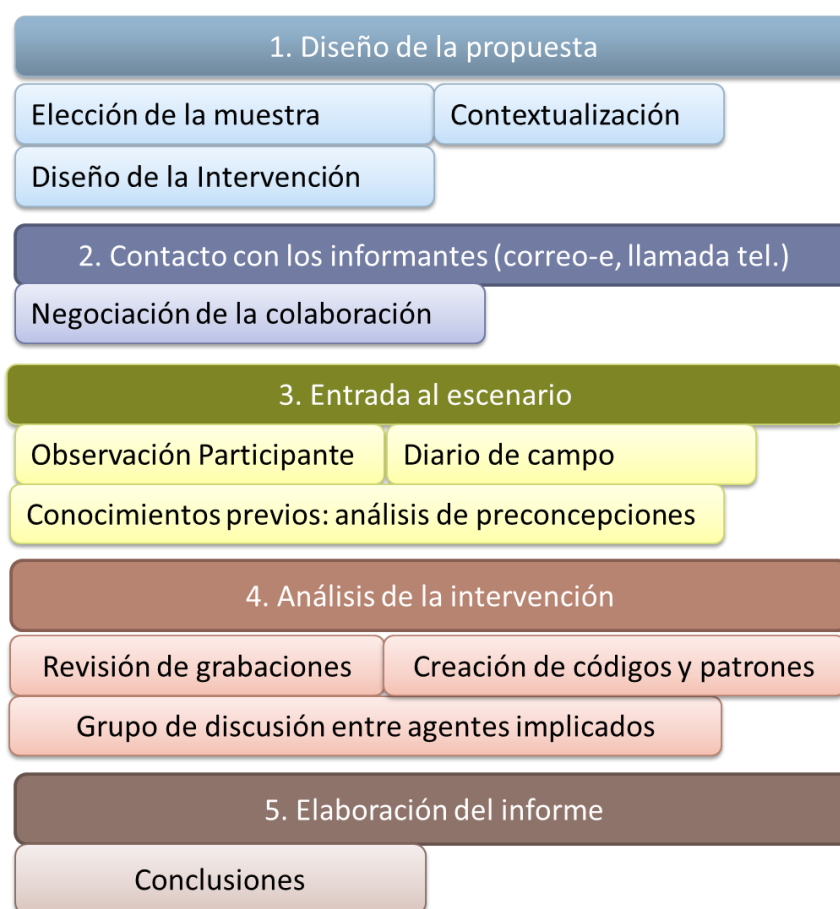 1. Diseño de la propuesta
Elección de la muestra
Contextualización
Diseño de la Intervención
2. Contacto con los informantes (correo-e, llamada tel.)
Negociación de la colaboración
3. Entrada al escenario
Observación Participante
Diario de campo
Conocimientos previos: análisis de preconcepciones
4. Análisis de la intervención
Revisión de grabaciones
Creación de códigos y patrones
Grupo de discusión entre agentes implicados
5. Elaboración del informe
Conclusiones